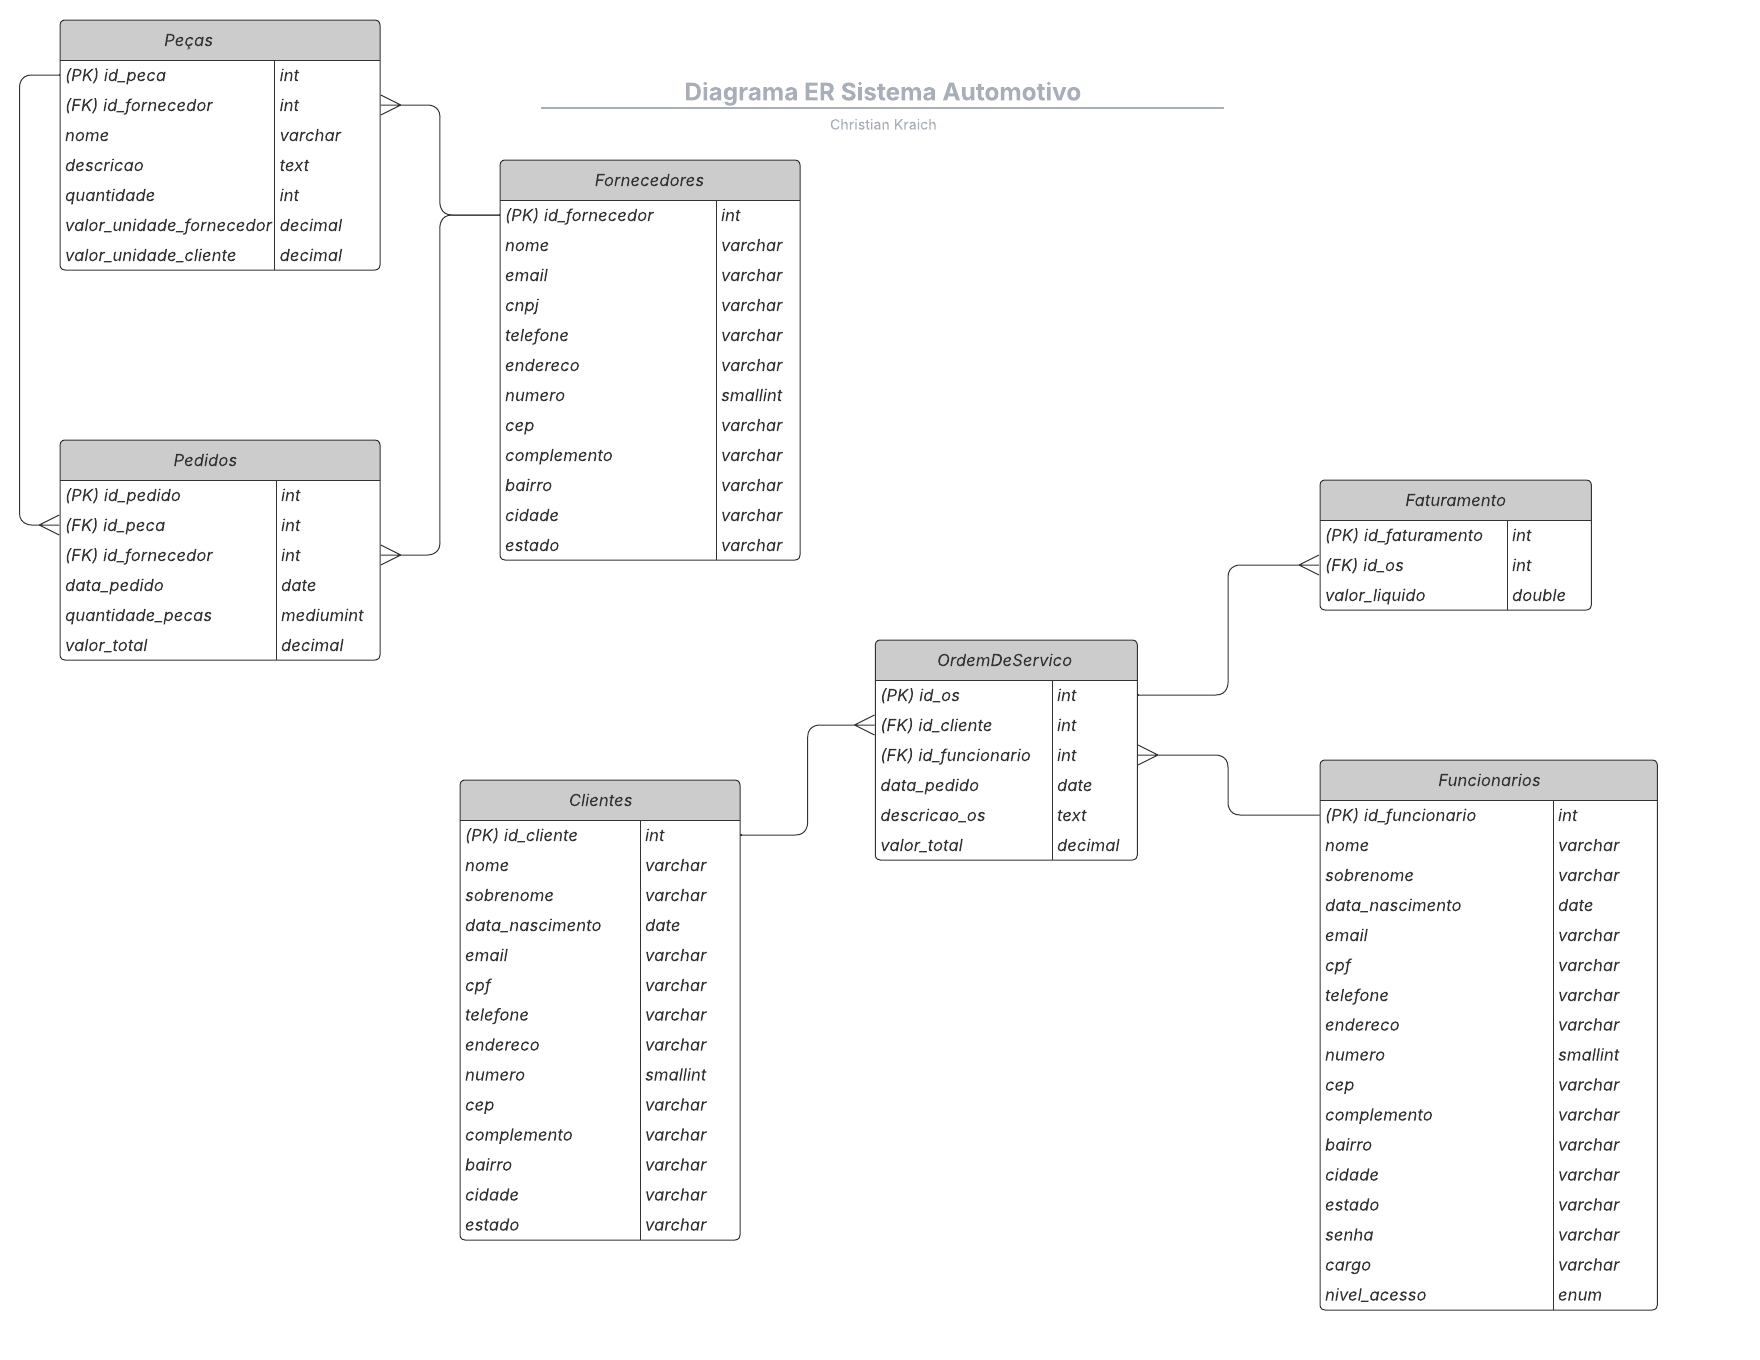 Diagrama ER Sistema Automotivo
Christian Kraich
Peças
(PK) id_peca int
(FK) id_fornecedor int
nome varchar
descricao text
quantidade int
valor_unidade_fornecedor decimal
valor_unidade_cliente decimal
Fornecedores
(PK) id_fornecedor int
nome varchar
email varchar
cnpj varchar
telefone varchar
endereco varchar
numero smallint
cep varchar
complemento varchar
bairro varchar
cidade varchar
estado varchar
Pedidos
(PK) id_pedido int
(FK) id_peca int
(FK) id_fornecedor int
data_pedido date
quantidade_pecas mediumint
valor_total decimal
Faturamento
(PK) id_faturamento int
(FK) id_os int
valor_liquido double
OrdemDeServico
(PK) id_os int
(FK) id_cliente int
(FK) id_funcionario int
data_pedido date
descricao_os text
valor_total decimal
Clientes
(PK) id_cliente int
nome varchar
sobrenome varchar
data_nascimento date
email varchar
cpf varchar
telefone varchar
endereco varchar
numero smallint
cep varchar
complemento varchar
bairro varchar
cidade varchar
estado varchar
Funcionarios
(PK) id_funcionario int
nome varchar
sobrenome varchar
data_nascimento date
email varchar
cpf varchar
telefone varchar
endereco varchar
numero smallint
cep varchar
complemento varchar
bairro varchar
cidade varchar
estado varchar
senha varchar
cargo varchar
nivel_acesso enum